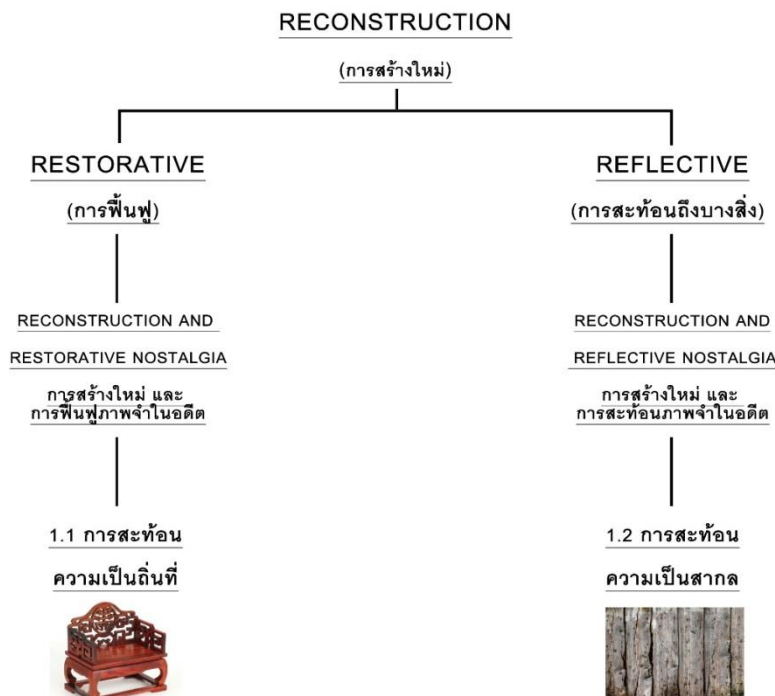 RECONSTRUCTION
(การสร้างใหม่)
RESTORATIVE
(การฟื้นฟู)
RECONSTRUCTION AND
RESTORATIVE NOSTALGIA
การสร้างใหม่ และ
การฟื้นฟูภาพจำในอดีต
1.1 การสะท้อน
ความเป็นถิ่นที่
REFLECTIVE
(การสะท้อนถึงบางสิ่ง)
RECONSTRUCTION AND
REFLECTIVE NOSTALGIA
การสร้างใหม่ และ
การสะท้อนภาพจำในอดีต
1.2 การสะท้อน
ความเป็นสากล